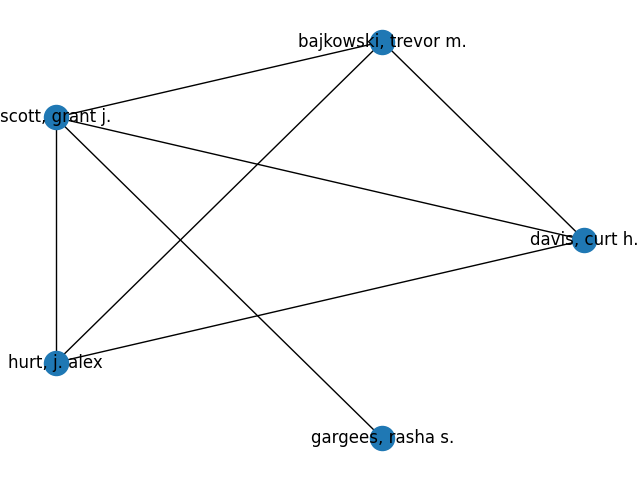 bajkowski, trevor m.
scott, grant j.
davis, curt h.
hurt, j. alex
gargees, rasha s.